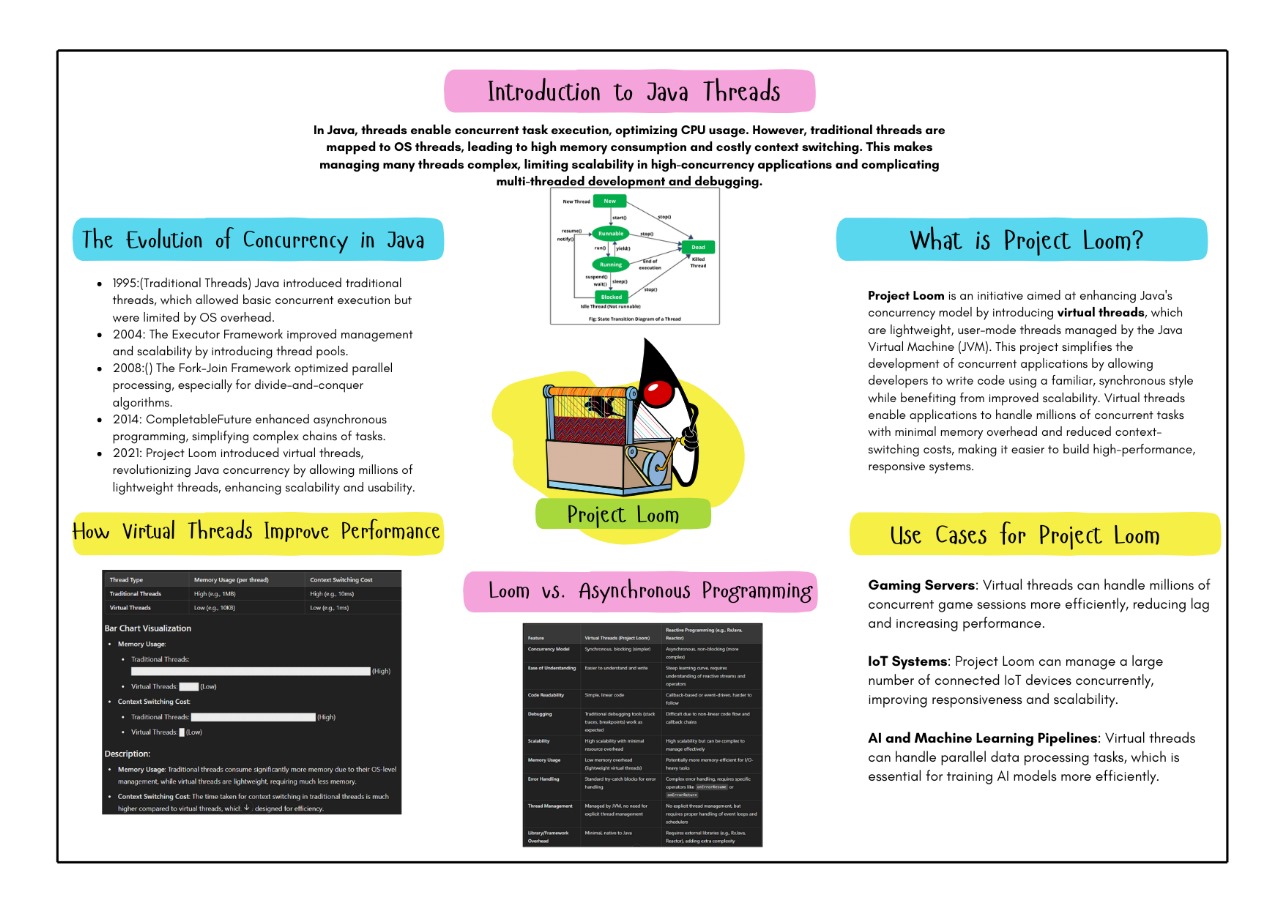 Introduction to Java Threads
In Java, threads enable concurrent task execution, optimizing CPU usage. However, traditional threads are
mapped to OS threads, leading to high memory consumption and costly context switching. This makes
managing many threads complex, limiting scalability in high-concurrency applications and complicating
multi-threaded development and debugging.
New Thread
New
start()
stop()
resume()
notify()
Runnable
stop()
run()
yield()
Dead
Killed
Thread
Running
End of
execution
suspend()
wait()
sleep()
stop()
Blocked
Idle Thread (Not runnable)
Fig: State Transition Diagram of a Thread
The Evolution of Concurrency in Java
• 1995:(Traditional Threads) Java introduced traditional
threads, which allowed basic concurrent execution but
were limited by OS overhead.
• 2004: The Executor Framework improved management
and scalability by introducing thread pools.
• 2008:() The Fork-Join Framework optimized parallel
processing, especially for divide-and-conquer
algorithms.
• 2014: CompletableFuture enhanced asynchronous
programming, simplifying complex chains of tasks.
• 2021: Project Loom introduced virtual threads,
revolutionizing Java concurrency by allowing millions of
lightweight threads, enhancing scalability and usability.
What is Project Loom?
Project Loom is an initiative aimed at enhancing Java's
concurrency model by introducing virtual threads, which
are lightweight, user-mode threads managed by the Java
Virtual Machine (JVM). This project simplifies the
development of concurrent applications by allowing
developers to write code using a familiar, synchronous style
while benefiting from improved scalability. Virtual threads
enable applications to handle millions of concurrent tasks
with minimal memory overhead and reduced context-
switching costs, making it easier to build high-performance,
responsive systems.
Project Loom
How Virtual Threads Improve Performance
Thread Type Memory Usage (per thread) Context Switching Cost
Traditional Threads High (e.g., 1MB) High (e.g., 10ms)
Virtual Threads Low (e.g., 10KB) Low (e.g., 1ms)
Bar Chart Visualization
• Memory Usage:
• Traditional Threads:
(High)
• Virtual Threads: (Low)
• Context Switching Cost:
• Traditional Threads: (High)
• Virtual Threads: (Low)
Description:
• Memory Usage: Traditional threads consume significantly more memory due to their OS-level
management, while virtual threads are lightweight, requiring much less memory.
• Context Switching Cost: The time taken for context switching in traditional threads is much
higher compared to virtual threads, whicl ↓ . designed for efficiency.
Loom vs. Asynchronous Programming
Feature Virtual Threads (Project Loom) Reactive Programming (e.g., RxJava,
Reactor)
Concurrency Model Synchronous, blocking (simpler) Asynchronous, non-blocking (more
complex)
Ease of Understanding Easier to understand and write Steep learning curve, requires
understanding of reactive streams and
operators
Code Readability Simple, linear code Callback-based or event-driven, harder to
follow
Debugging Traditional debugging tools (stack Difficult due to non-linear code flow and
traces, breakpoints) work as callback chains
expected
Scalability High scalability with minimal High scalability but can be complex to
resource overhead manage effectively
Memory Usage Low memory overhead Potentially more memory-efficient for I/O-
(lightweight virtual threads) heavy tasks
Error Handling Standard try-catch blocks for error Complex error handling, requires specific
handling operators like onErrorResume or
onErrorReturn
Thread Management Managed by JVM, no need for No explicit thread management, but
explicit thread management requires proper handling of event loops and
schedulers
Library/Framework Minimal, native to Java Requires external libraries (e.g., RxJava,
Overhead Reactor), adding extra complexity
Use Cases for Project Loom
Gaming Servers: Virtual threads can handle millions of
concurrent game sessions more efficiently, reducing lag
and increasing performance.
IoT Systems: Project Loom can manage a large
number of connected IoT devices concurrently,
improving responsiveness and scalability.
AI and Machine Learning Pipelines: Virtual threads
can handle parallel data processing tasks, which is
essential for training AI models more efficiently.